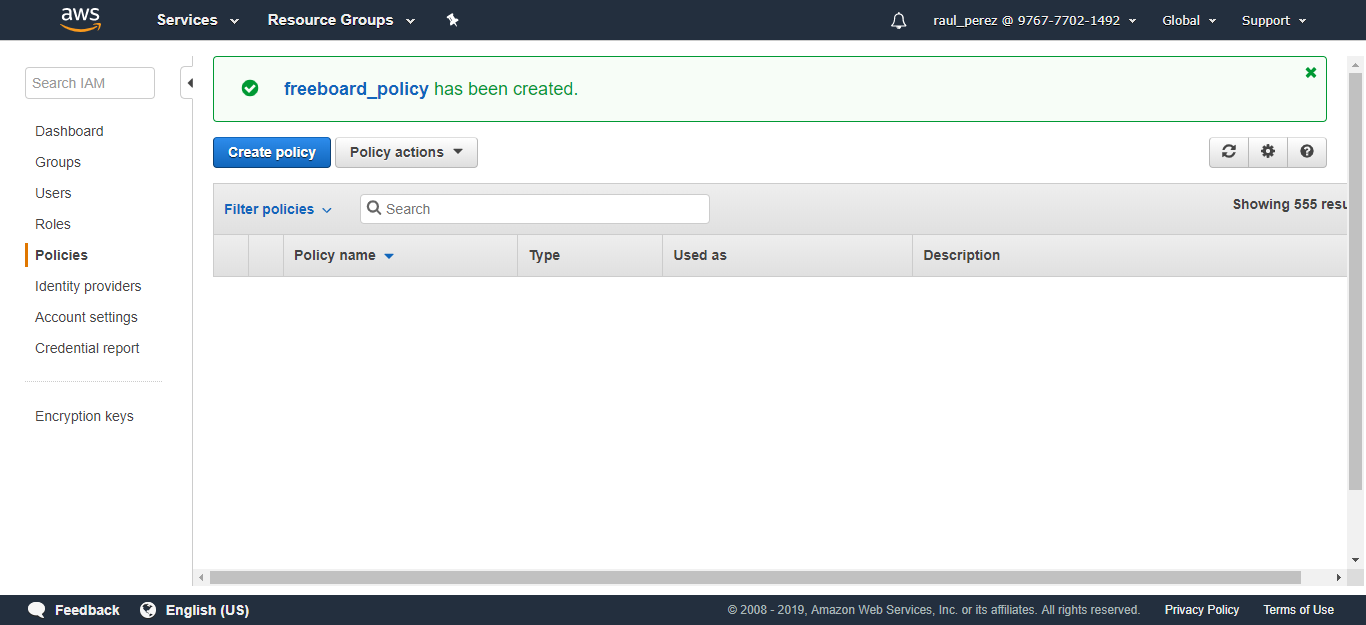 aws Services Resource Groups raul_perez @ 9767-7702-1492 Global Support
Search IAM
Dashboard
Groups
Users
Roles
Policies
Identity providers
Account settings
Credential report
Encryption keys
freeboard_policy has been created.
Create policy Policy actions
Filter policies Search Showing 555 resu
Policy name Type Used as Description
Feedback English (US) © 2008 - 2019, Amazon Web Services, Inc. or its affiliates. All rights reserved. Privacy Policy Terms of Use